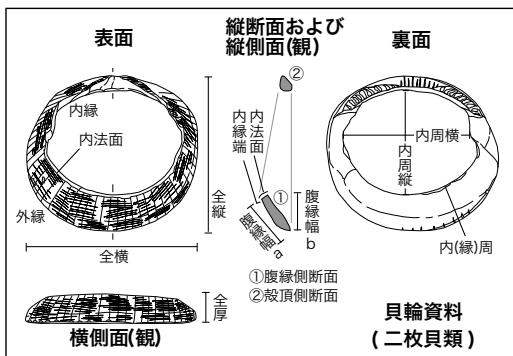 表面
内縁
内法面
外縁
全横
全縦
全厚
横側面(観)
縦断面および
縦側面(観)
②
内縁端
内法面
①
腹縁幅a
腹縁幅b
①腹縁側断面
②殻頂側断面
裏面
内周横
内周縦
内(縁)周
貝輪資料
(二枚貝類)